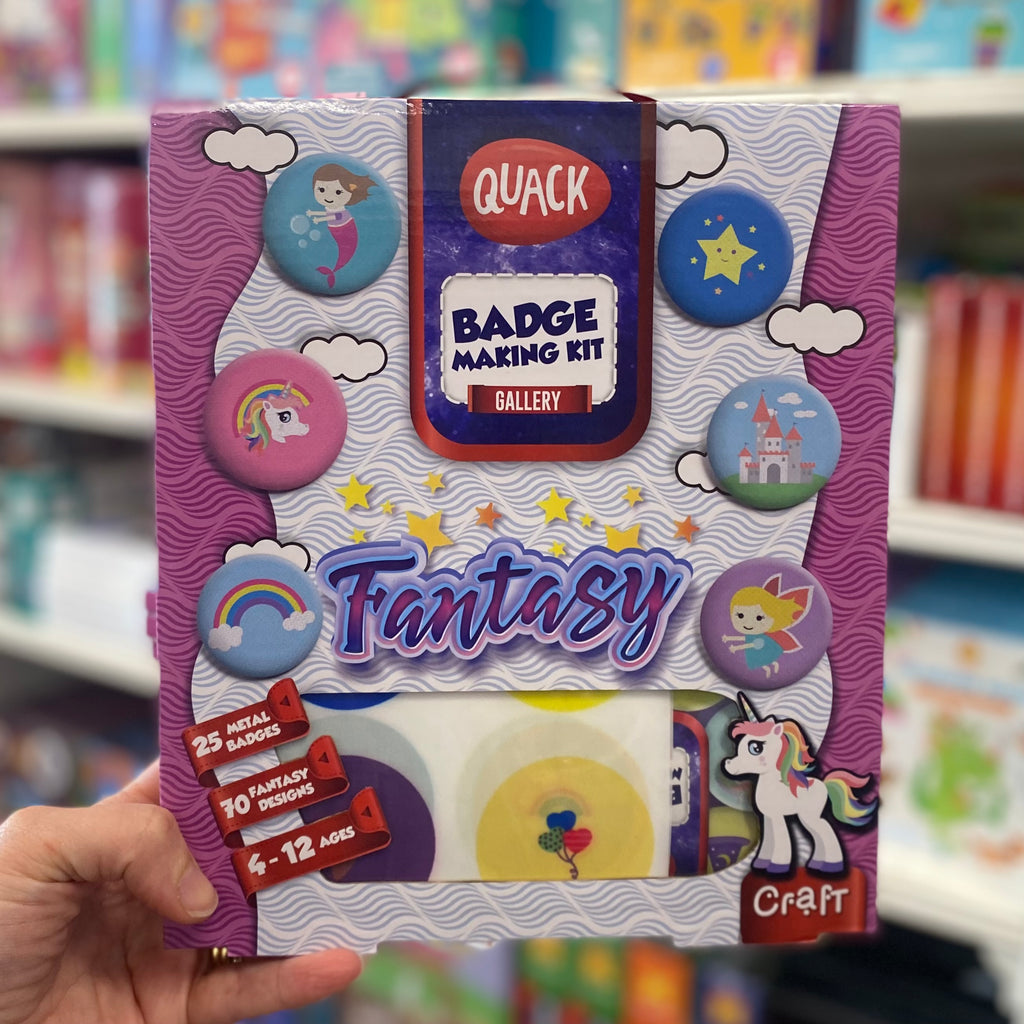 QUACK
BADGE
MAKING KIT
GALLERY
Fantasy
25 METAL
BADGES
70 FANTASY
DESIGNS
4-12 AGES
Craft